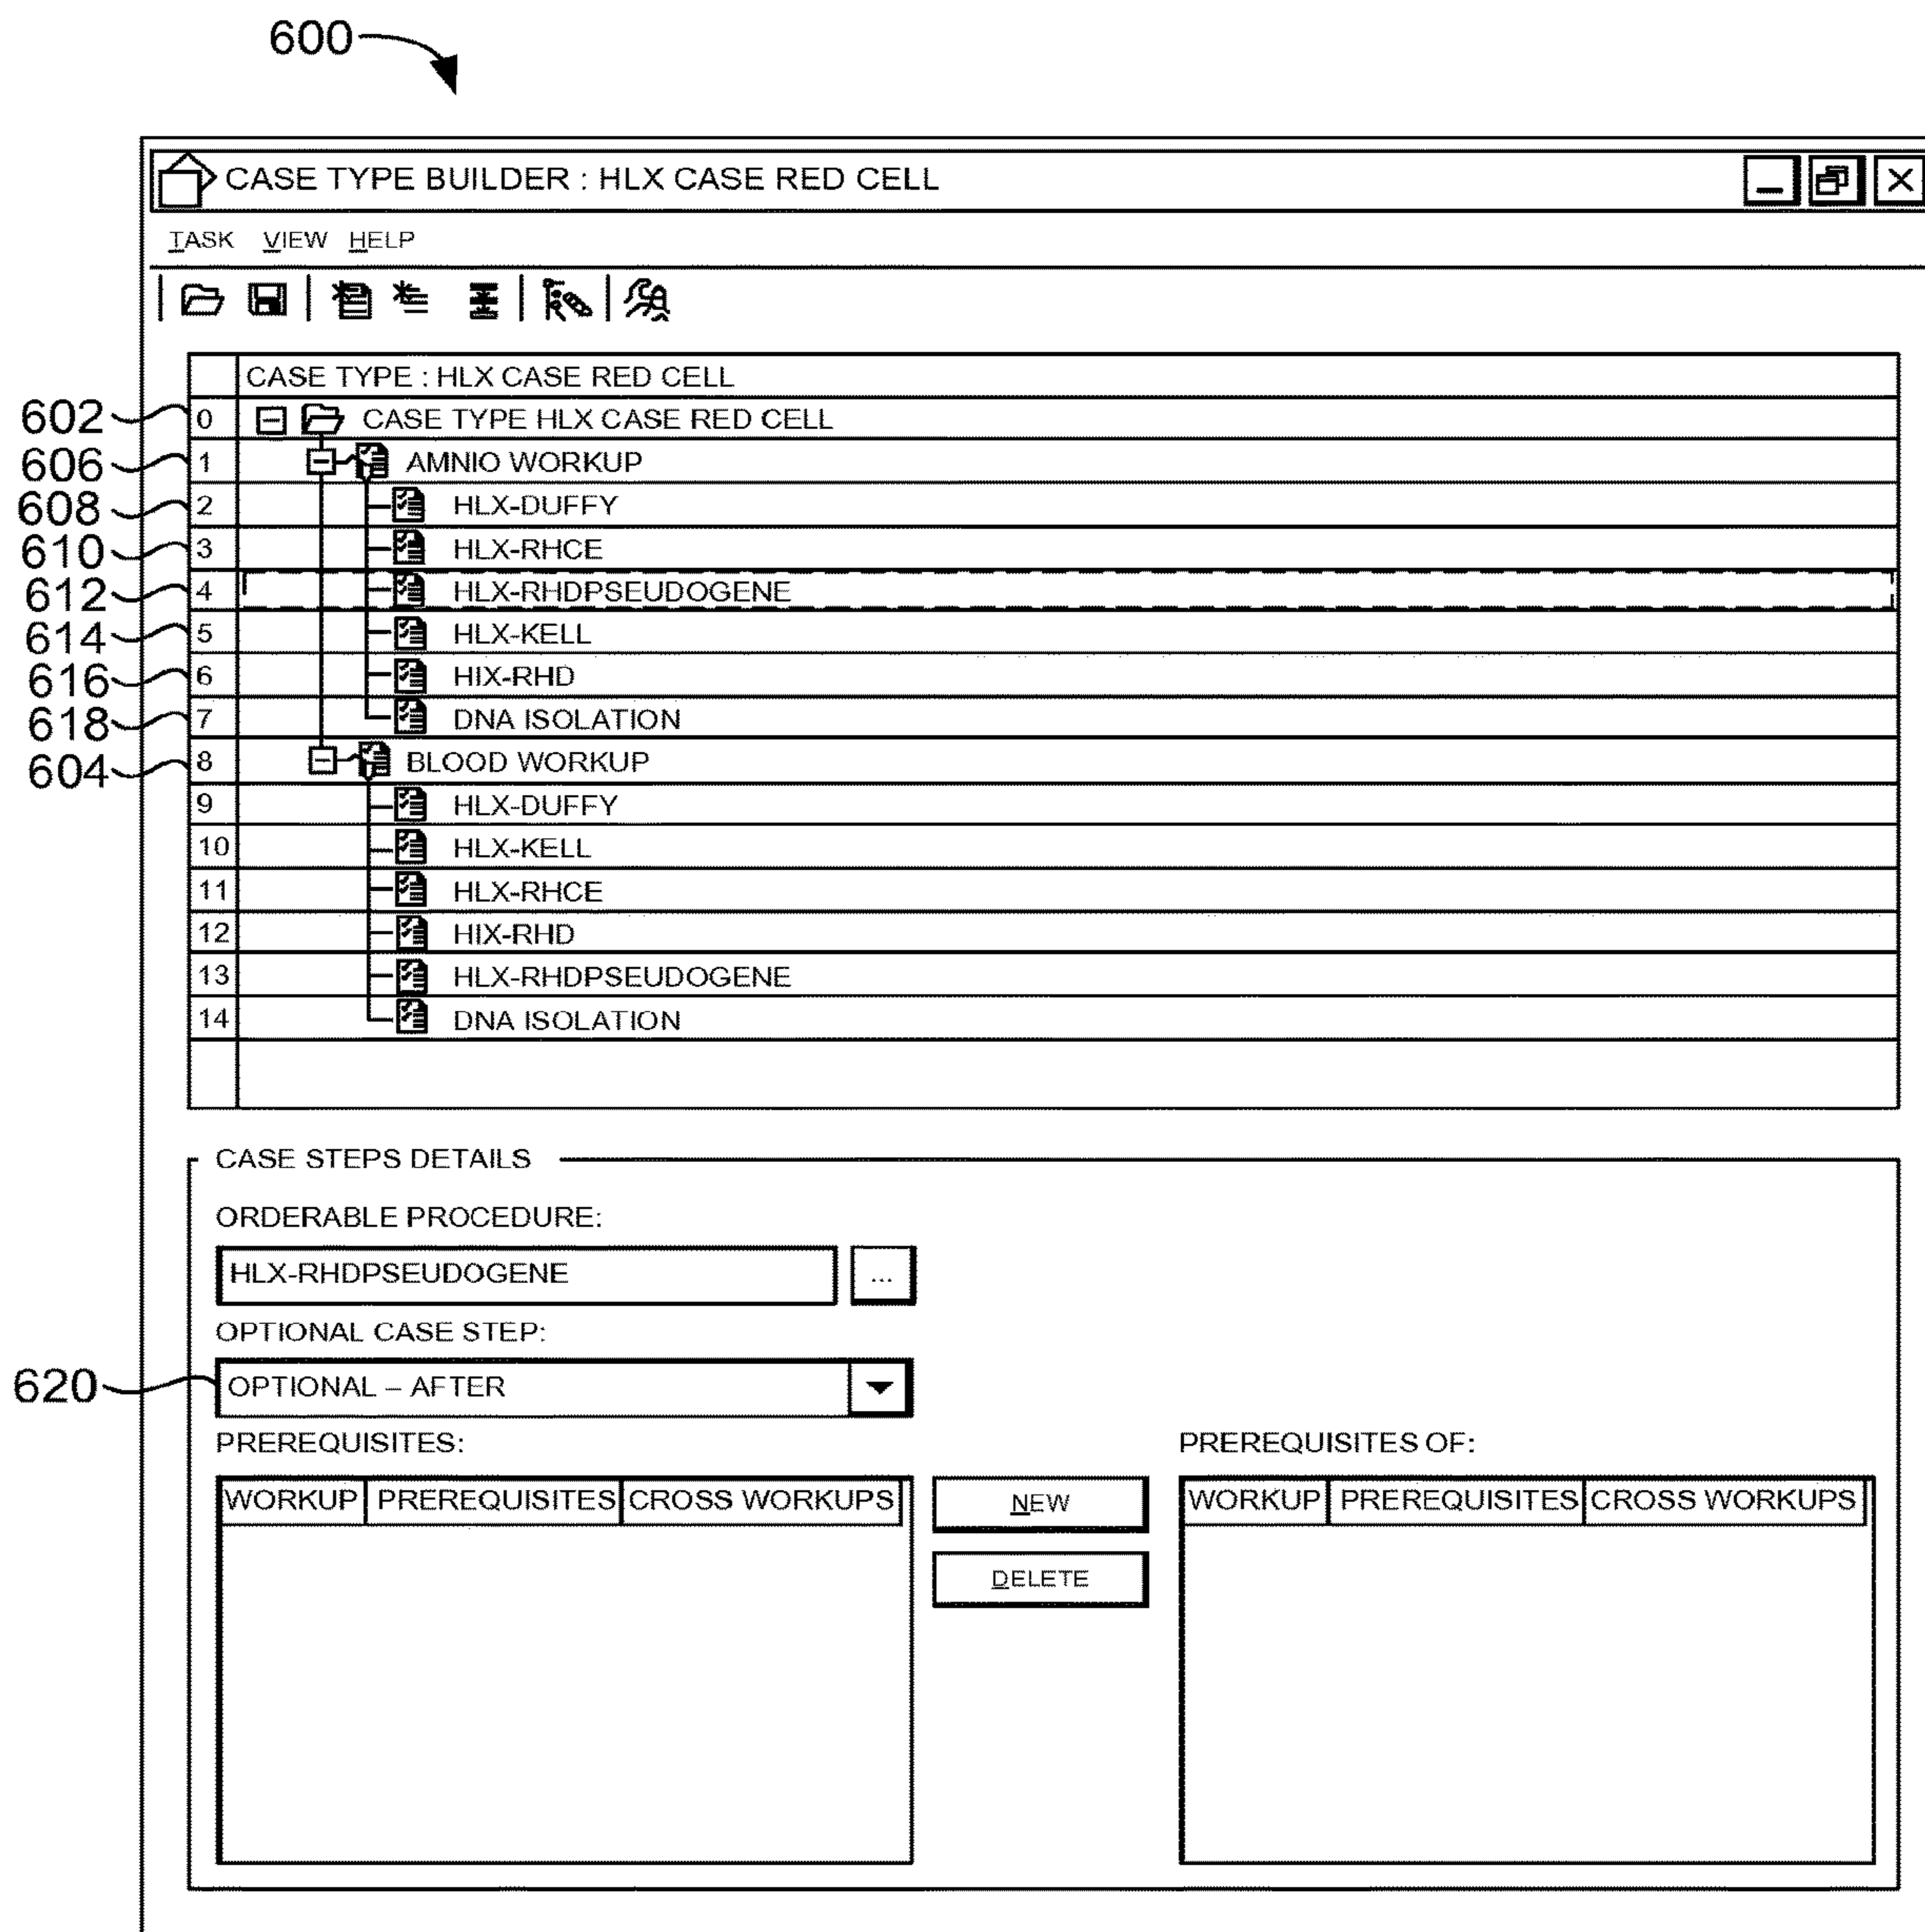 600
CASE TYPE BUILDER : HLX CASE RED CELL
TASK VIEW HELP
CASE TYPE : HLX CASE RED CELL
602 0 CASE TYPE HLX CASE RED CELL
606 1 AMNIO WORKUP
608 2 HLX-DUFFY
610 3 HLX-RHCE
612 4 HLX-RHDPSEUDOGENE
614 5 HLX-KELL
616 6 HIX-RHD
618 7 DNA ISOLATION
604 8 BLOOD WORKUP
9 HLX-DUFFY
10 HLX-KELL
11 HLX-RHCE
12 HIX-RHD
13 HLX-RHDPSEUDOGENE
14 DNA ISOLATION
CASE STEPS DETAILS
ORDERABLE PROCEDURE:
HLX-RHDPSEUDOGENE ...
OPTIONAL CASE STEP:
620 OPTIONAL – AFTER
PREREQUISITES: PREREQUISITES OF:
WORKUP PREREQUISITES CROSS WORKUPS NEW WORKUP PREREQUISITES CROSS WORKUPS
DELETE